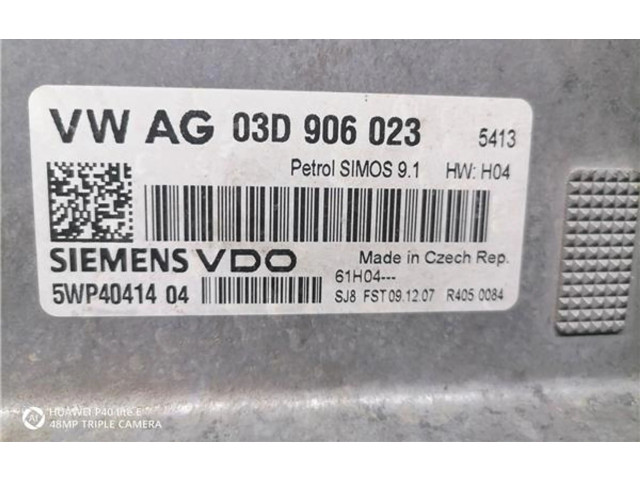 VW AG 03D 906 023 5413
Petrol SIMOS 9.1 HW: H04
SIEMENS VDO Made in Czech Rep.
61H04---
5WP40414 04 SJ8 FST 09.12.07 R405 0084
AI HUAWEI P40 lite E
48MP TRIPLE CAMERA